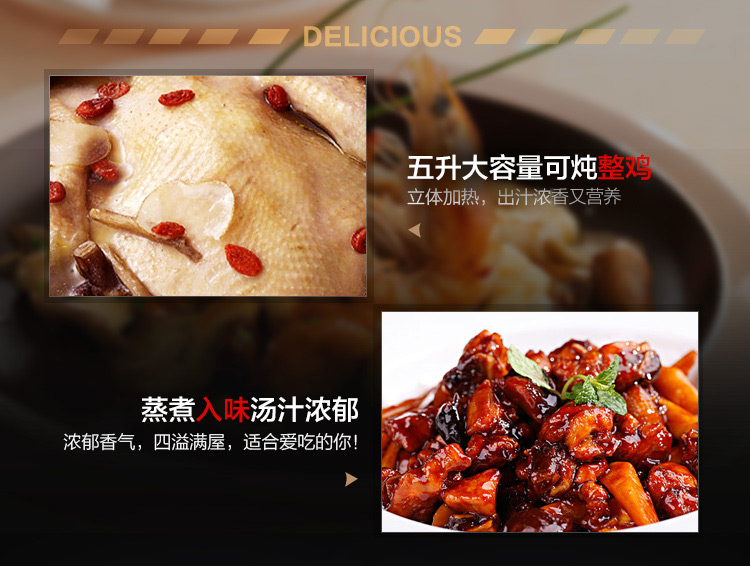 DELICIOUS
五升大容量可炖整鸡
立体加热，出汁浓香又营养
蒸煮入味汤汁浓郁
浓郁香气，四溢满屋，适合爱吃的你！